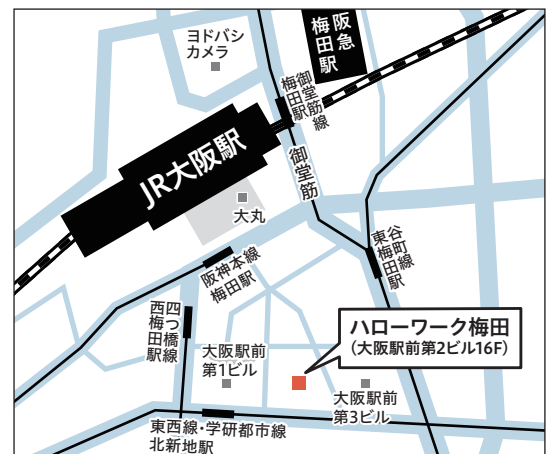 ヨドバシ
カメラ
阪急
梅田駅
御堂筋線
梅田駅
御堂筋
JR大阪駅
大丸
阪神本線
梅田駅
谷町線
東梅田駅
四つ橋線
西梅田駅
ハローワーク梅田
（大阪駅前第2ビル16F）
大阪駅前
第1ビル
大阪駅前
第3ビル
東西線・学研都市線
北新地駅